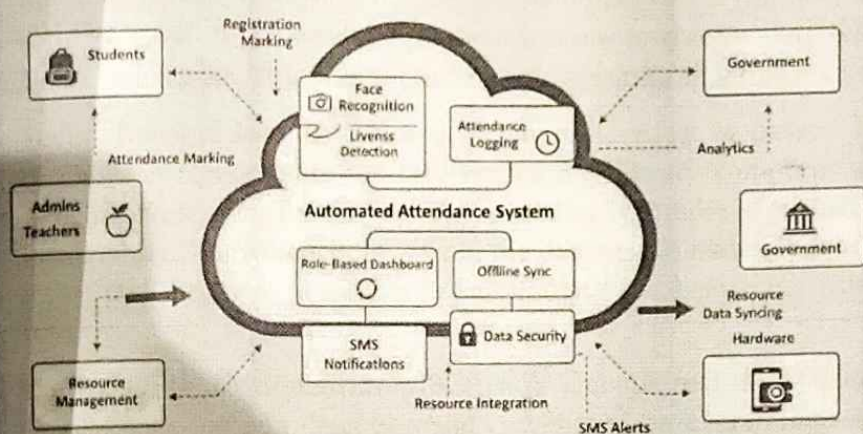 Registration
Marking
Students
Government
Face
Recognition
Livenss
Detection
Attendance
Logging
Attendance Marking
Analytics
Admins
Teachers
Automated Attendance System
Government
Role-Based Dashboard
Offline Sync
Resource
Data Syncing
SMS
Notifications
Data Security
Hardware
Resource
Management
Resource Integration
SMS Alerts